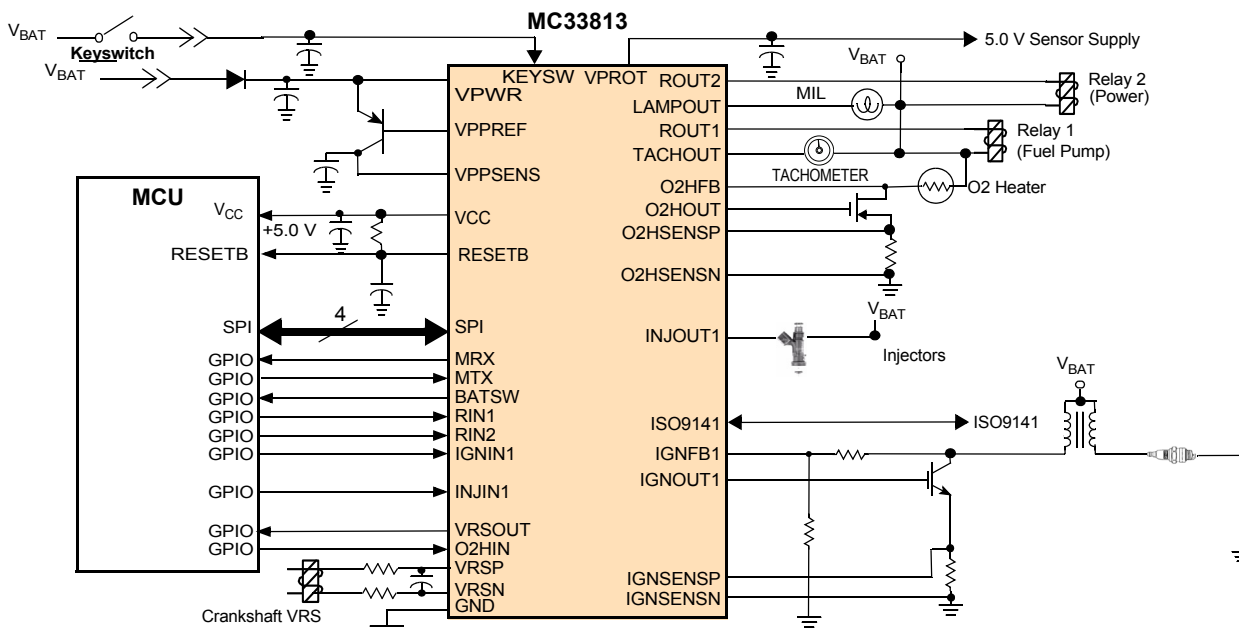 MC33813
VBAT
Keyswitch
VBAT
5.0 V Sensor Supply
VBAT
KEYSW VPROT
VPWR
VPPREF
VPPSENS
VCC
RESETB
SPI
MRX
MTX
BATSW
RIN1
RIN2
IGNIN1
INJIN1
VRSOUT
O2HIN
VRSP
VRSN
GND
ROUT2
LAMPOUT
ROUT1
TACHOUT
O2HFB
O2HOUT
O2HSENSP
O2HSENSN
INJOUT1
ISO9141
IGNFB1
IGNOUT1
IGNSENSP
IGNSENSN
MCU
VCC
+5.0 V
RESETB
SPI
4
GPIO
GPIO
GPIO
GPIO
GPIO
GPIO
GPIO
GPIO
GPIO
Crankshaft VRS
MIL
Relay 2
(Power)
Relay 1
(Fuel Pump)
TACHOMETER
O2 Heater
VBAT
Injectors
ISO9141
VBAT